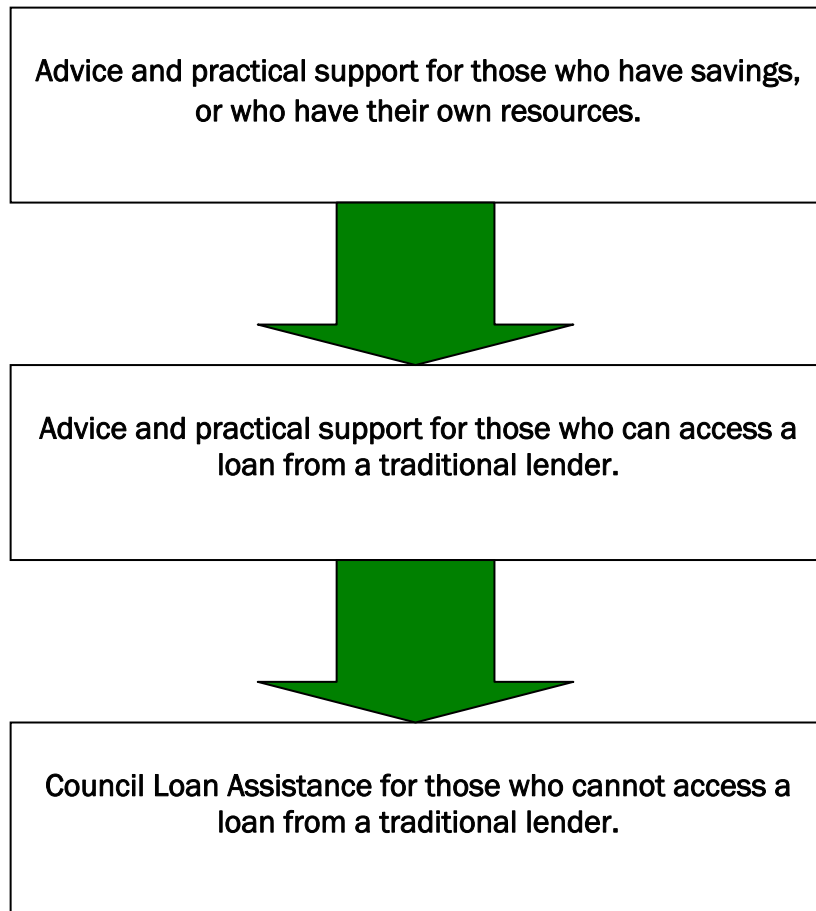 Advice and practical support for those who have savings,
or who have their own resources.
Advice and practical support for those who can access a
loan from a traditional lender.
Council Loan Assistance for those who cannot access a
loan from a traditional lender.